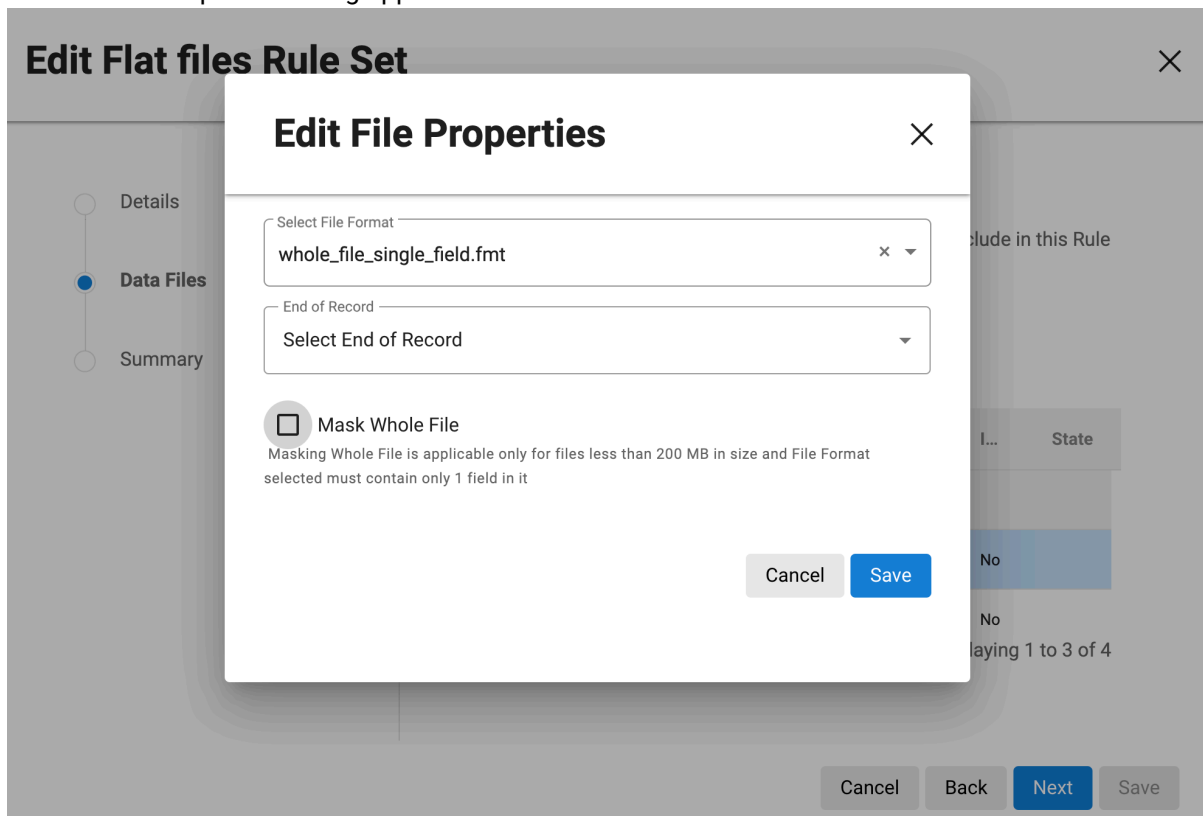 Edit Flat files Rule Set
Edit File Properties
Details
Data Files
Summary
Select File Format
whole_file_single_field.fmt
End of Record
Select End of Record
Mask Whole File
Masking Whole File is applicable only for files less than 200 MB in size and File Format
selected must contain only 1 field in it
Cancel Save
in this Rule
I... State
No
No
1 to 3 of 4
Cancel Back Next Save